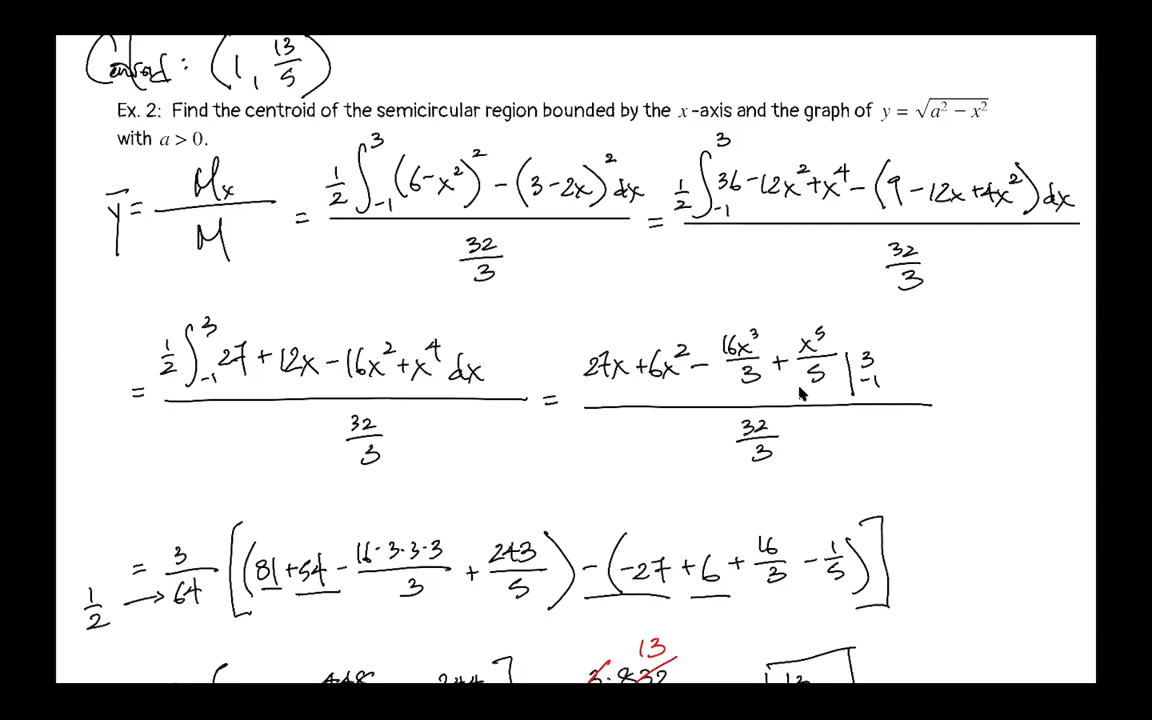 Centroid: (1, 13/5)
Ex. 2: Find the centroid of the semicircular region bounded by the x-axis and the graph of y = √(a² − x²)
with a > 0.
ȳ = Mx/M = (½ ∫₋₁³ (6−x²)² − (3−2x)² dx)/(32/3) = (½ ∫₋₁³ 36−12x²+x⁴ − (9−12x+4x²) dx)/(32/3)
= (½ ∫₋₁³ 27+12x−16x²+x⁴ dx)/(32/3) = (27x+6x² − 16x³/3 + x⁵/5 |₋₁³)/(32/3)
= 3/64 [(81+54 − 16·3·3·3/3 + 243/5) − (−27+6+16/3 − 1/5)]
1/2 →
13